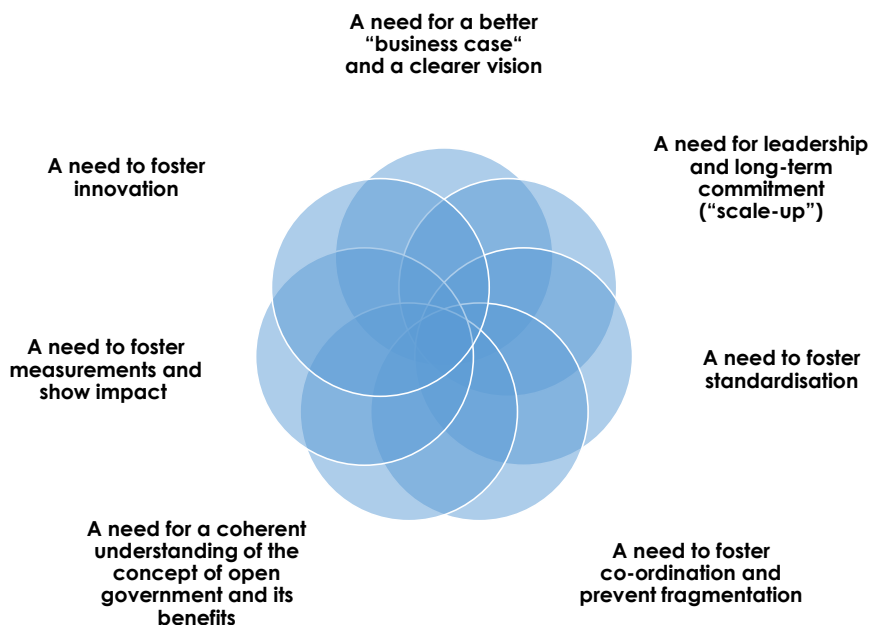 A need for a better
“business case“
and a clearer vision
A need for leadership
and long-term
commitment
(“scale-up”)
A need to foster
standardisation
A need to foster
co-ordination and
prevent fragmentation
A need for a coherent
understanding of the
concept of open
government and its
benefits
A need to foster
measurements and
show impact
A need to foster
innovation